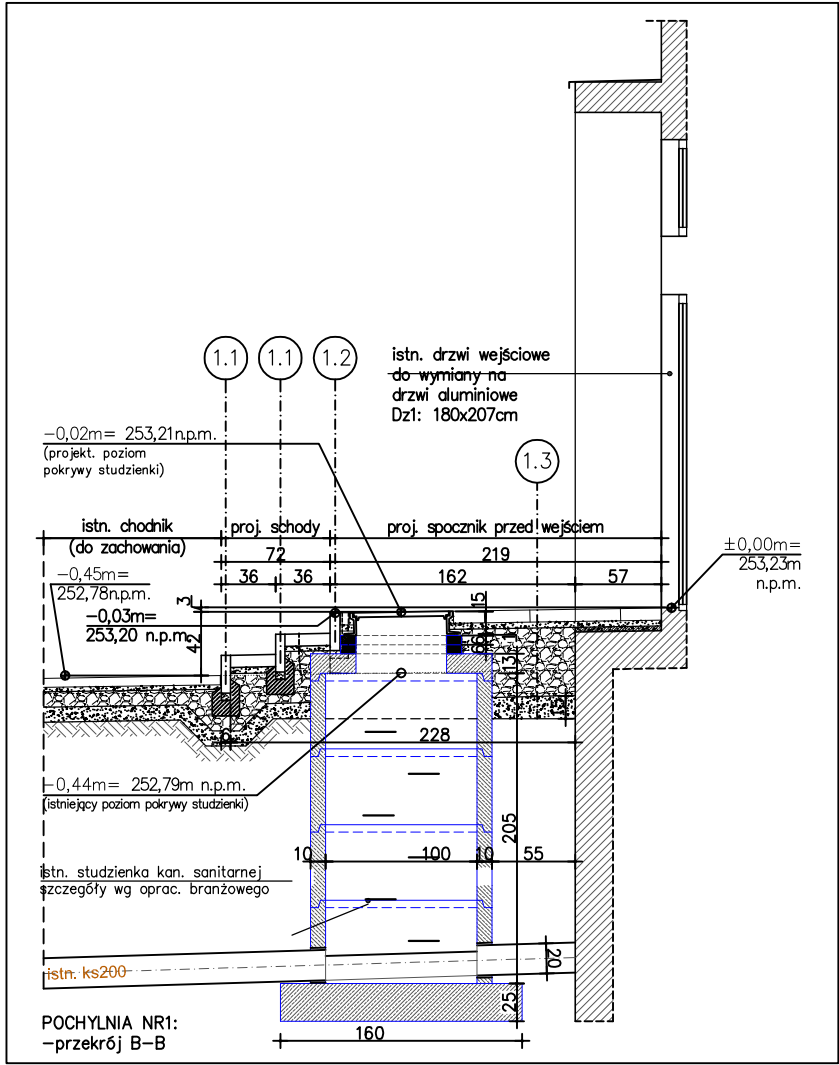 1.1
1.1
1.2
istn. drzwi wejściowe
do wymiany na
drzwi aluminiowe
Dz1: 180x207cm
-0,02m= 253,21n.p.m.
(projekt. poziom
pokrywy studzienki)
1.3
istn. chodnik
(do zachowania)
proj. schody
proj. spocznik przed wejściem
72
219
±0,00m=
253,23m
n.p.m.
36
36
162
57
-0,45m=
252,78n.p.m.
3
15
-0,03m=
253,20 n.p.m.
42
13
6
228
-0,44m= 252,79m n.p.m.
(istniejący poziom pokrywy studzienki)
205
10
100
10
55
istn. studzienka kan. sanitarnej
szczegóły wg oprac. branżowego
istn. ks200
20
25
POCHYLNIA NR1:
-przekrój B-B
160